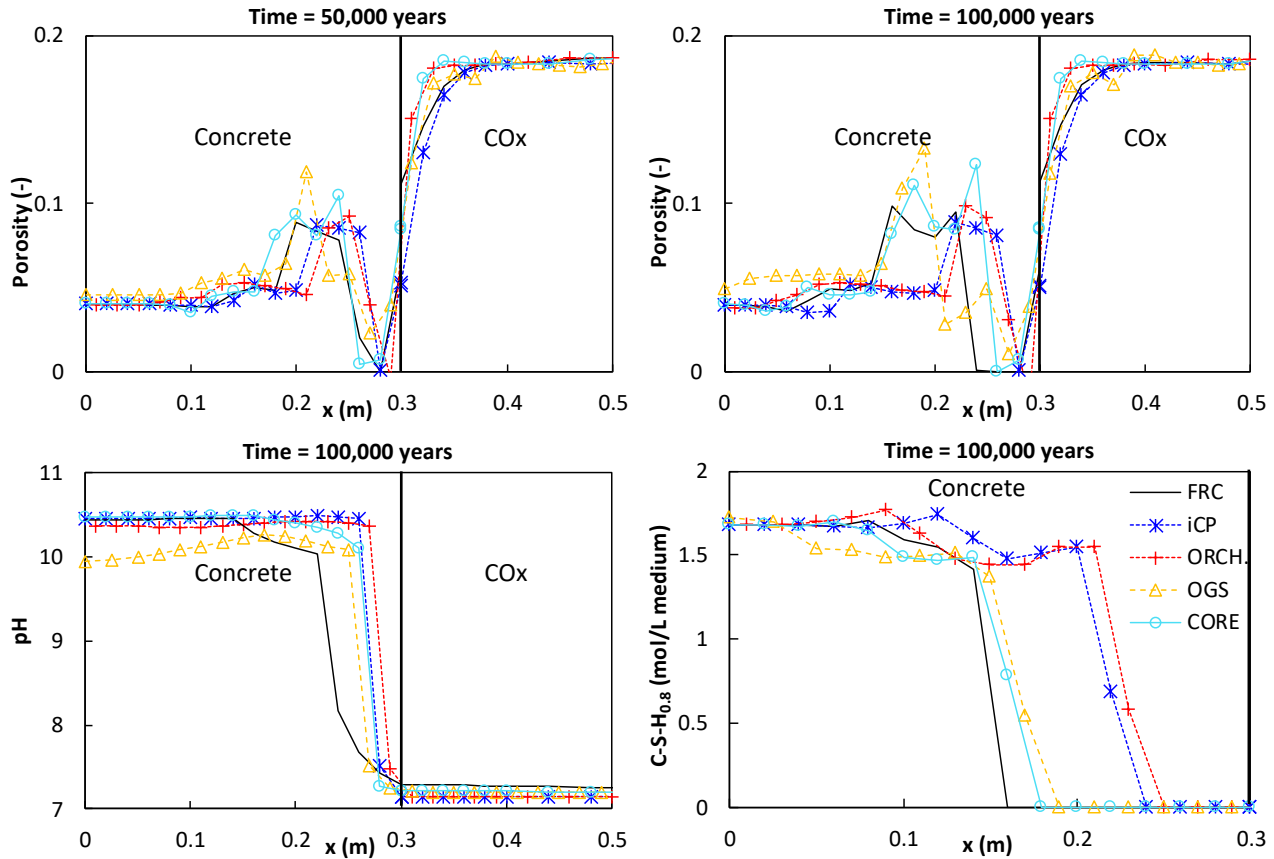 Time = 50,000 years
0.2
0.1
0
Porosity (-)
Concrete
COx
0 0.1 0.2 0.3 0.4 0.5
x (m)
Time = 100,000 years
0.2
0.1
0
Porosity (-)
Concrete
COx
0 0.1 0.2 0.3 0.4 0.5
x (m)
Time = 100,000 years
11
10
9
8
7
pH
Concrete
COx
0 0.1 0.2 0.3 0.4 0.5
x (m)
Time = 100,000 years
2
1.5
1
0.5
0
C-S-H0.8 (mol/L medium)
Concrete
FRC
iCP
ORCH.
OGS
CORE
0 0.1 0.2 0.3
x (m)